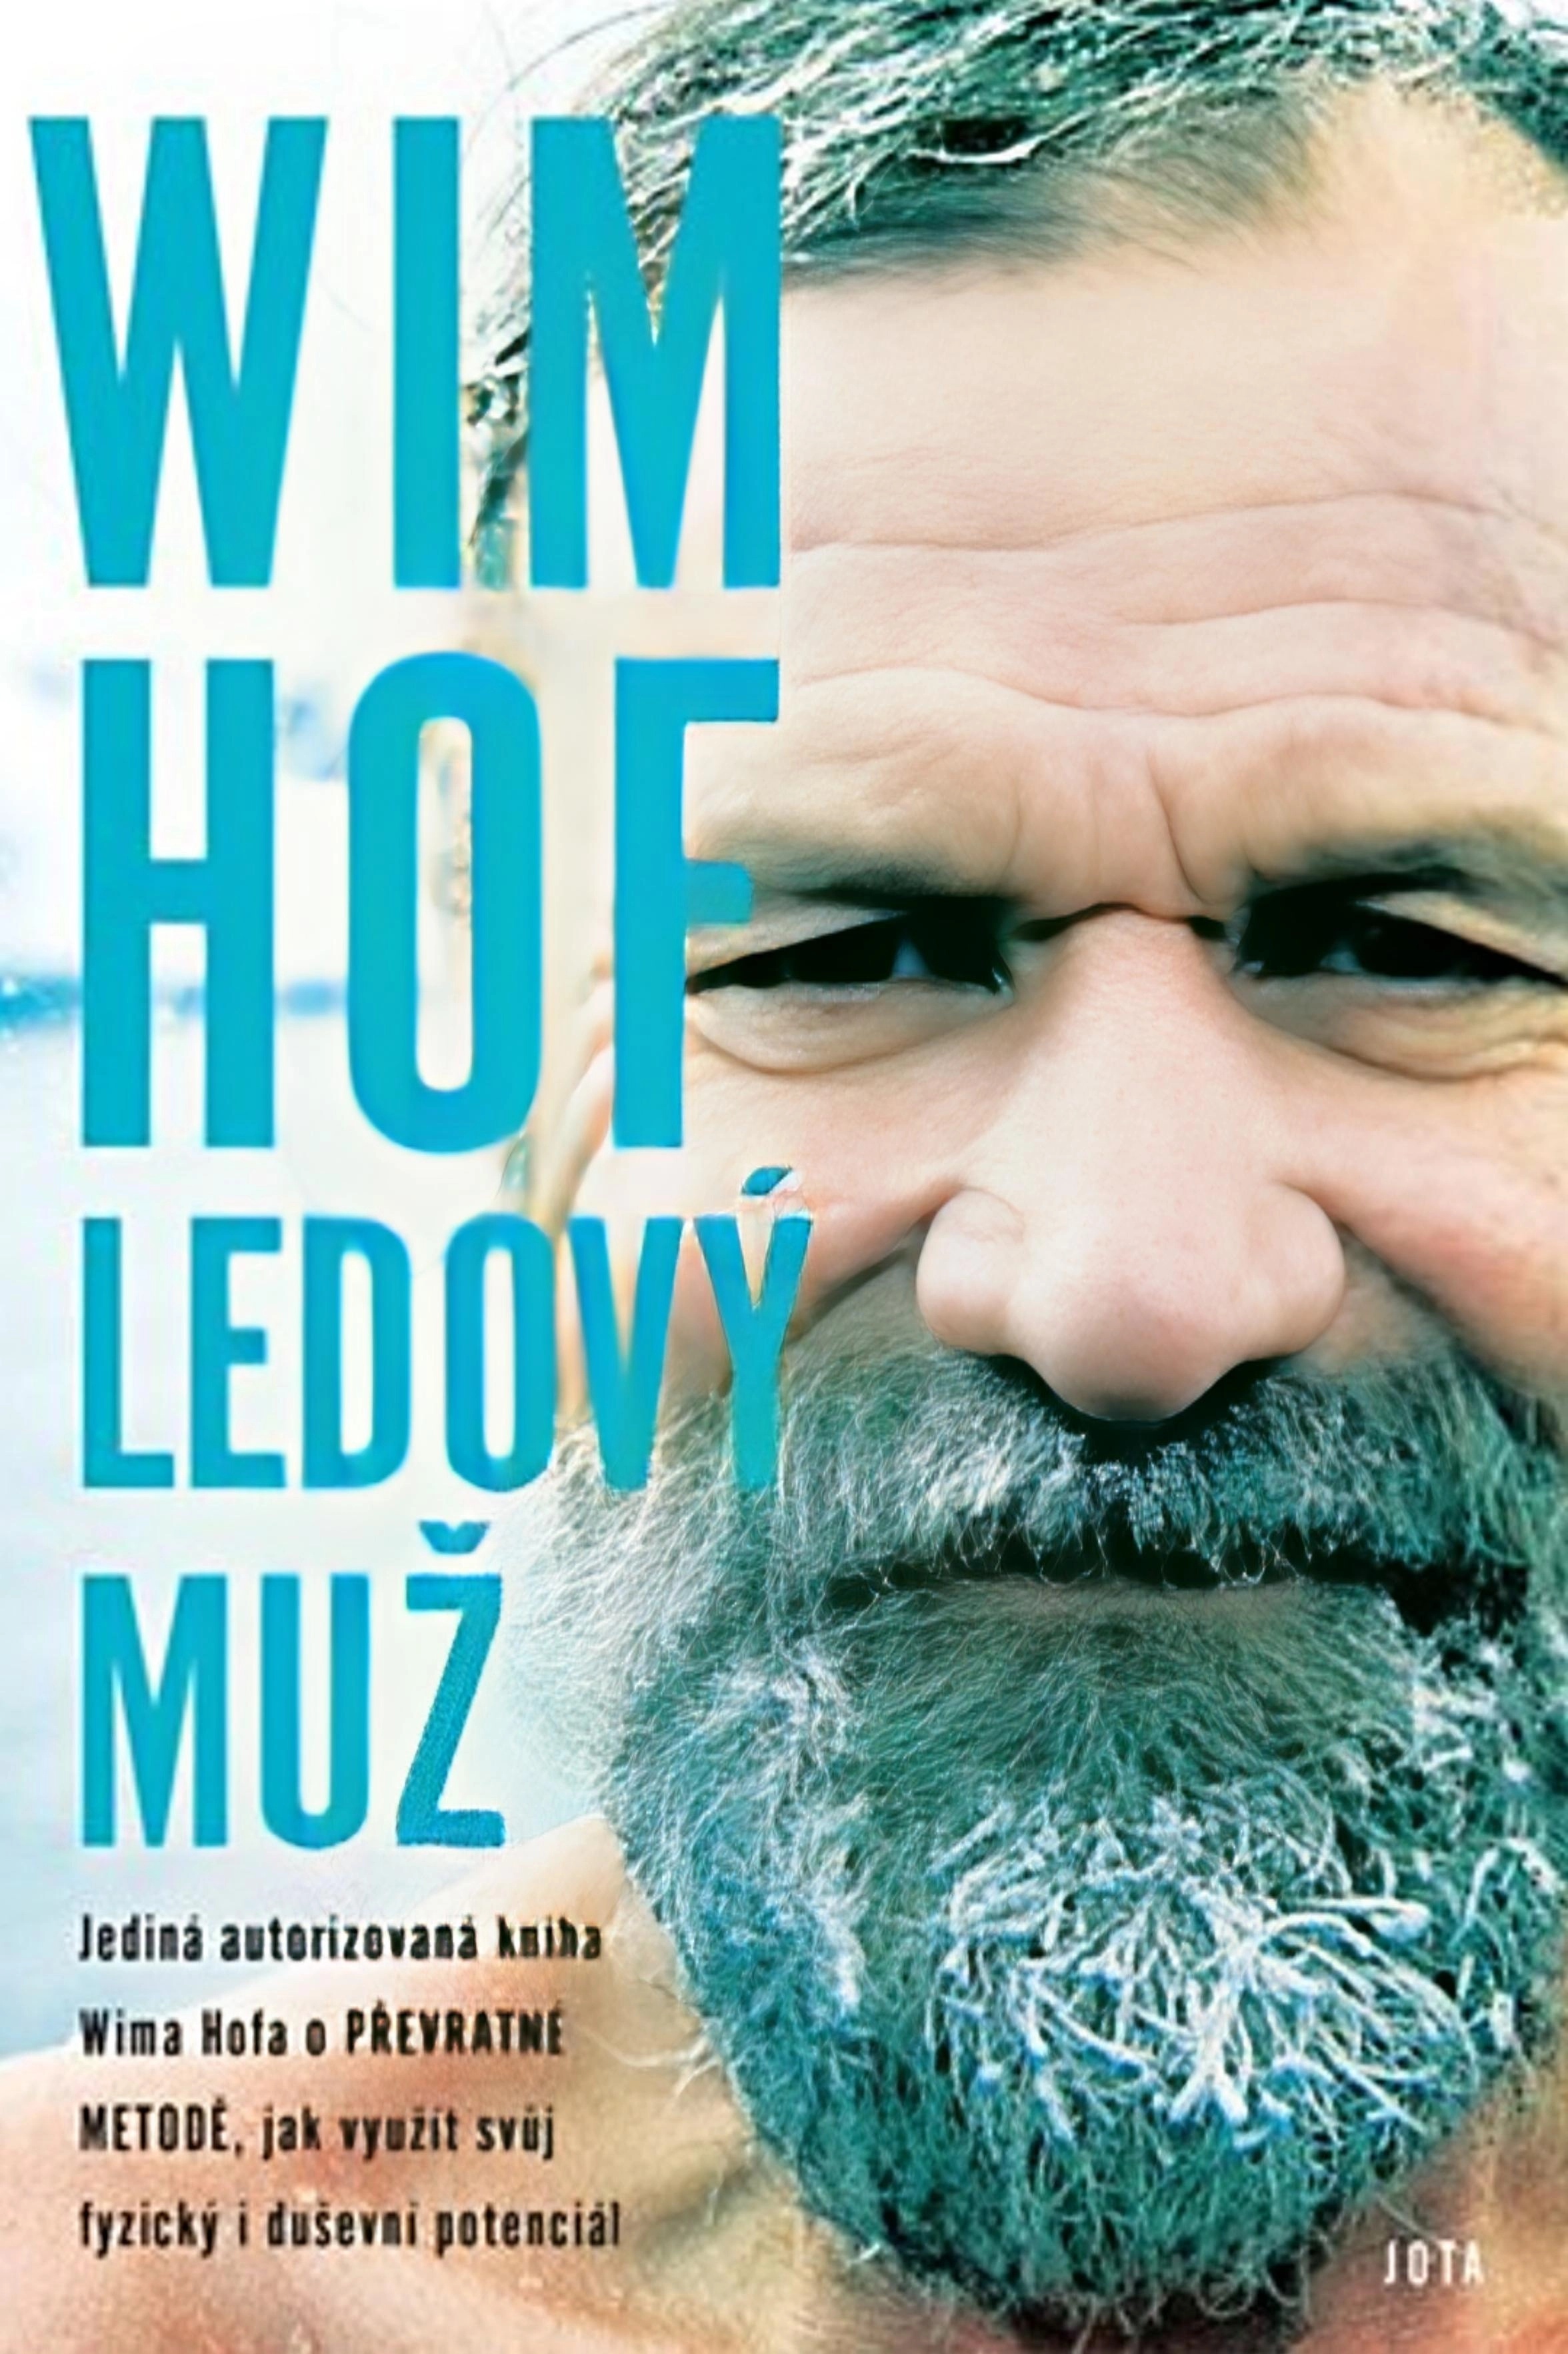 WIM
HOF
LEDOVÝ
MUŽ
Jediná autorizovaná kniha
Wima Hofa o PŘEVRATNÉ
METODĚ, jak využít svůj
fyzický i duševní potenciál
JOTA